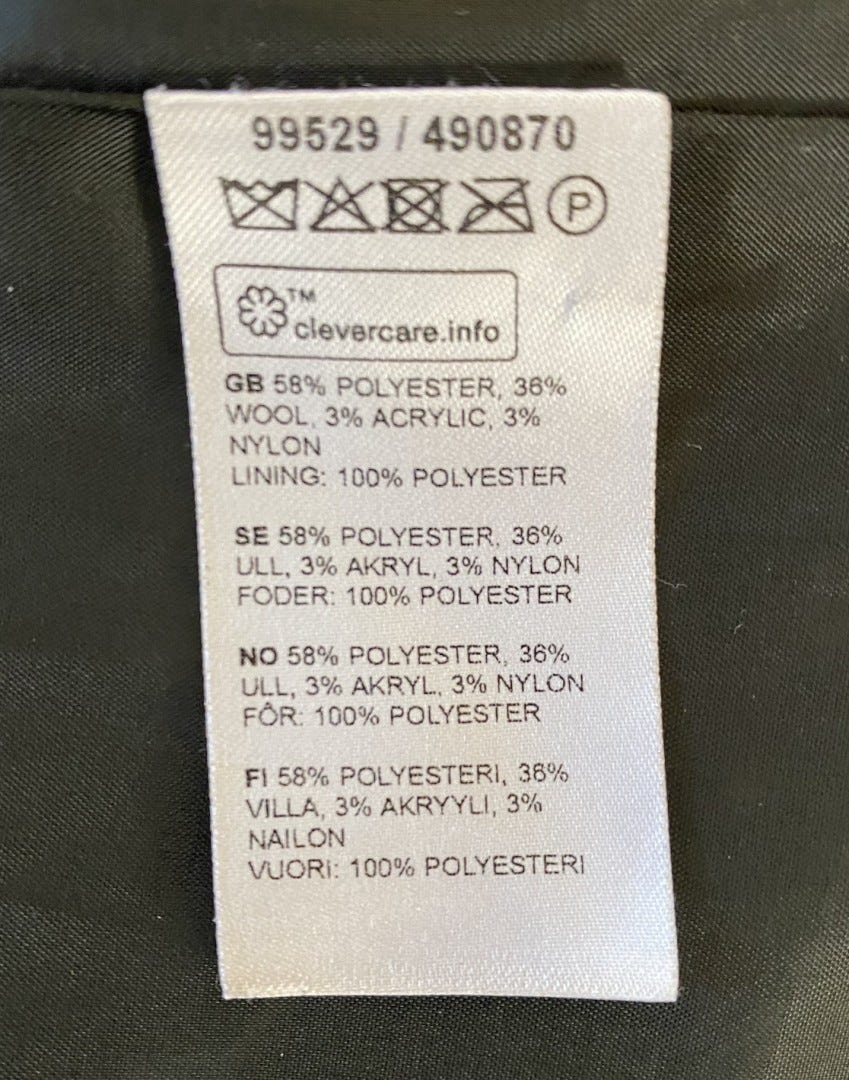 99529 / 490870
P
TM
clevercare.info
GB 58% POLYESTER, 36%
WOOL, 3% ACRYLIC, 3%
NYLON
LINING: 100% POLYESTER
SE 58% POLYESTER, 36%
ULL, 3% AKRYL, 3% NYLON
FODER: 100% POLYESTER
NO 58% POLYESTER, 36%
ULL, 3% AKRYL, 3% NYLON
FÔR: 100% POLYESTER
FI 58% POLYESTERI, 36%
VILLA, 3% AKRYYLI, 3%
NAILON
VUORI: 100% POLYESTERI